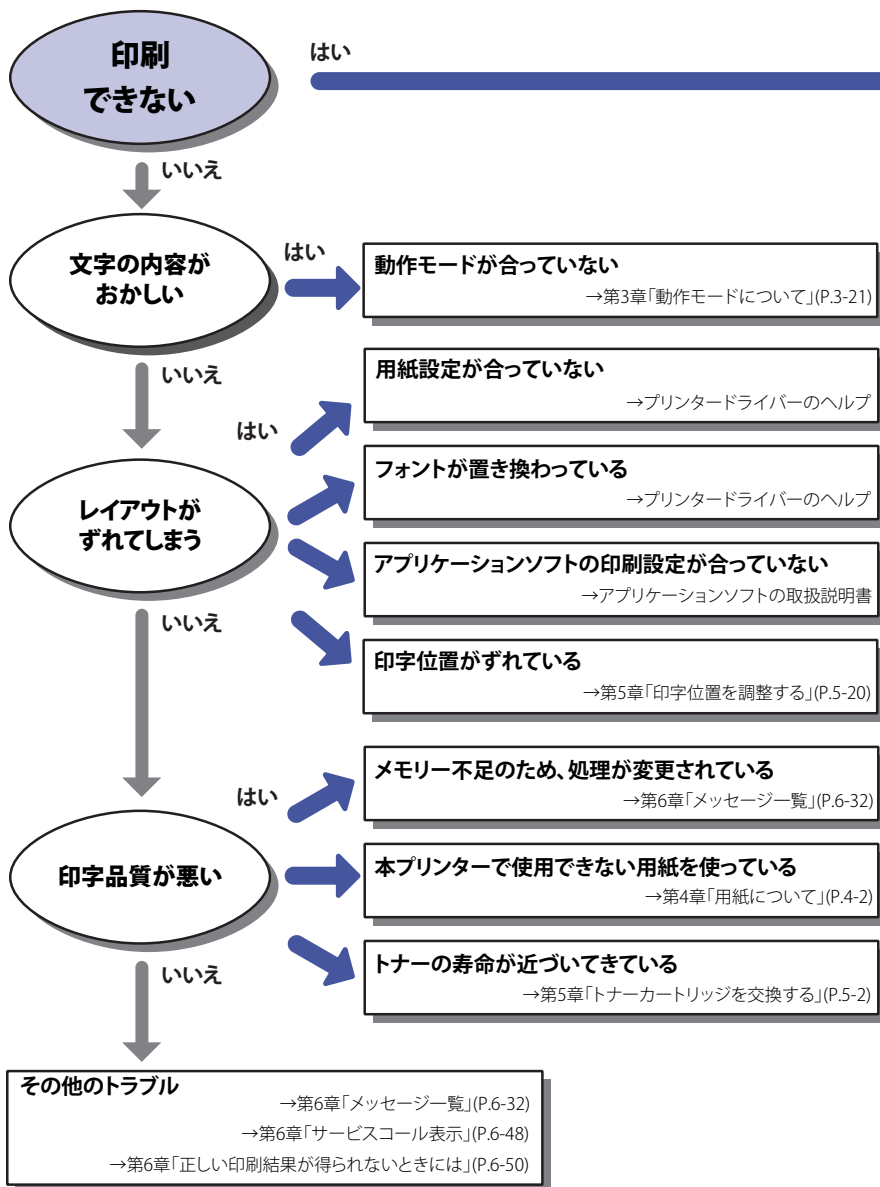 印刷
できない
はい
いいえ
文字の内容が
おかしい
はい
動作モードが合っていない
→第3章「動作モードについて」(P.3-21)
いいえ
レイアウトが
ずれてしまう
はい
用紙設定が合っていない
→プリンタードライバーのヘルプ
フォントが置き換わっている
→プリンタードライバーのヘルプ
アプリケーションソフトの印刷設定が合っていない
→アプリケーションソフトの取扱説明書
印字位置がずれている
→第5章「印字位置を調整する」(P.5-20)
いいえ
印字品質が悪い
はい
メモリー不足のため、処理が変更されている
→第6章「メッセージ一覧」(P.6-32)
本プリンターで使用できない用紙を使っている
→第4章「用紙について」(P.4-2)
トナーの寿命が近づいてきている
→第5章「トナーカートリッジを交換する」(P.5-2)
いいえ
その他のトラブル
→第6章「メッセージ一覧」(P.6-32)
→第6章「サービスコール表示」(P.6-48)
→第6章「正しい印刷結果が得られないときには」(P.6-50)